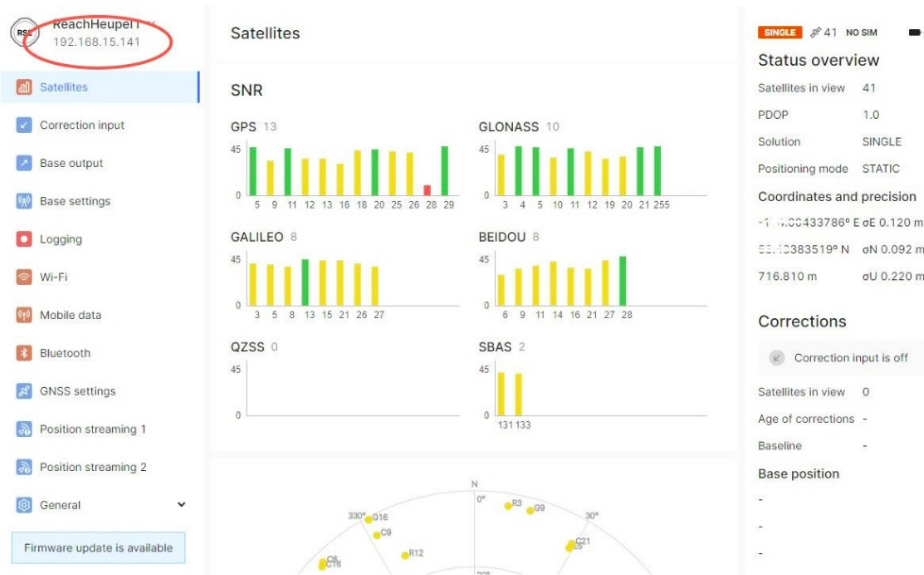 RSL
ReachHeupel1
192.168.15.141
Satellites
Correction input
Base output
Base settings
Logging
Wi-Fi
Mobile data
Bluetooth
GNSS settings
Position streaming 1
Position streaming 2
General
Firmware update is available
Satellites
SNR
GPS 13
45
0
5 9 11 12 13 16 18 20 25 26 28 29
GLONASS 10
45
0
3 4 5 10 11 12 19 20 21 255
GALILEO 8
45
0
3 5 8 13 15 21 26 27
BEIDOU 8
45
0
6 9 11 14 16 21 27 28
QZSS 0
45
0
SBAS 2
45
0
131 133
N
0°
330°
30°
G16
C9
R12
R3
G9
C21
SINGLE 41 NO SIM
Status overview
Satellites in view 41
PDOP 1.0
Solution SINGLE
Positioning mode STATIC
Coordinates and precision
E σE 0.120 m
N σN 0.092 m
716.810 m σU 0.220 m
Corrections
Correction input is off
Satellites in view 0
Age of corrections -
Baseline -
Base position
-
-
-